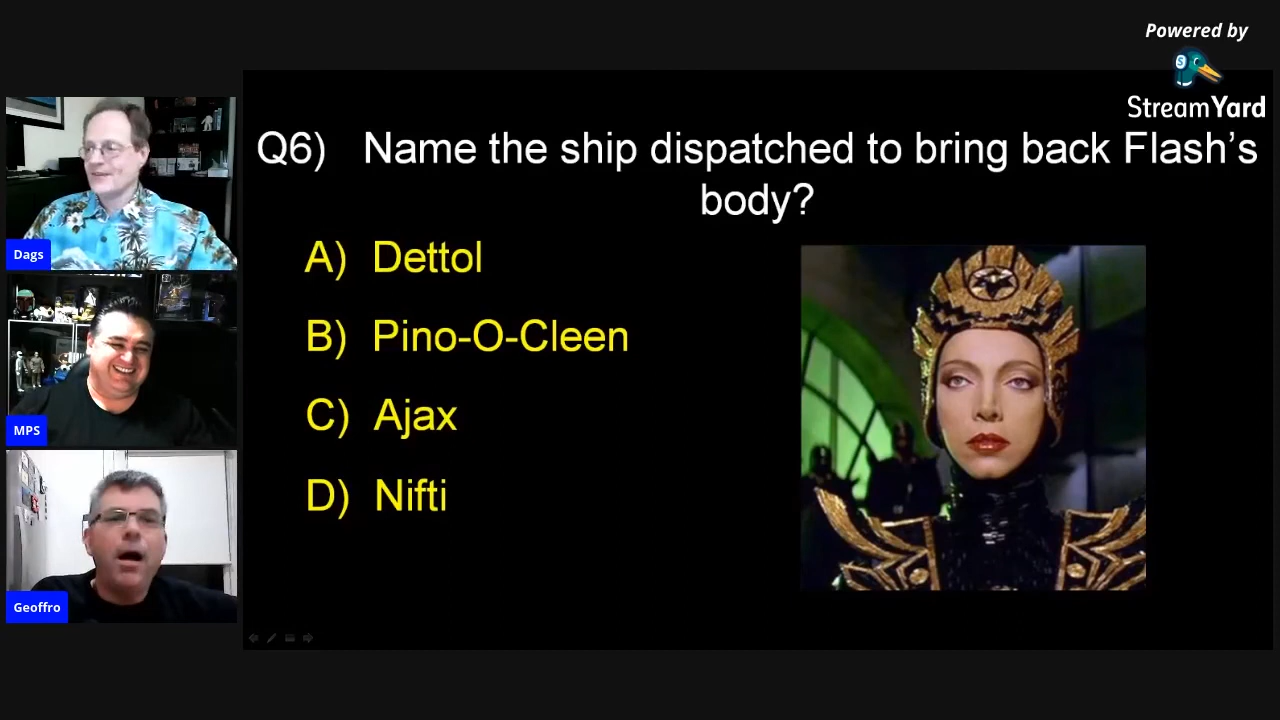 Powered by
StreamYard
Q6) Name the ship dispatched to bring back Flash's
body?
A) Dettol
B) Pino-O-Cleen
C) Ajax
D) Nifti
Dags
MPS
Geoffro